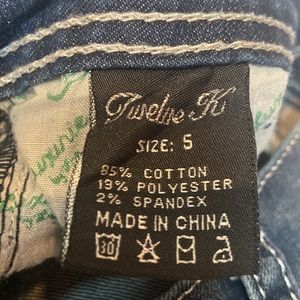 Twelve K
SIZE: 5
85% COTTON
13% POLYESTER
2% SPANDEX
MADE IN CHINA
30